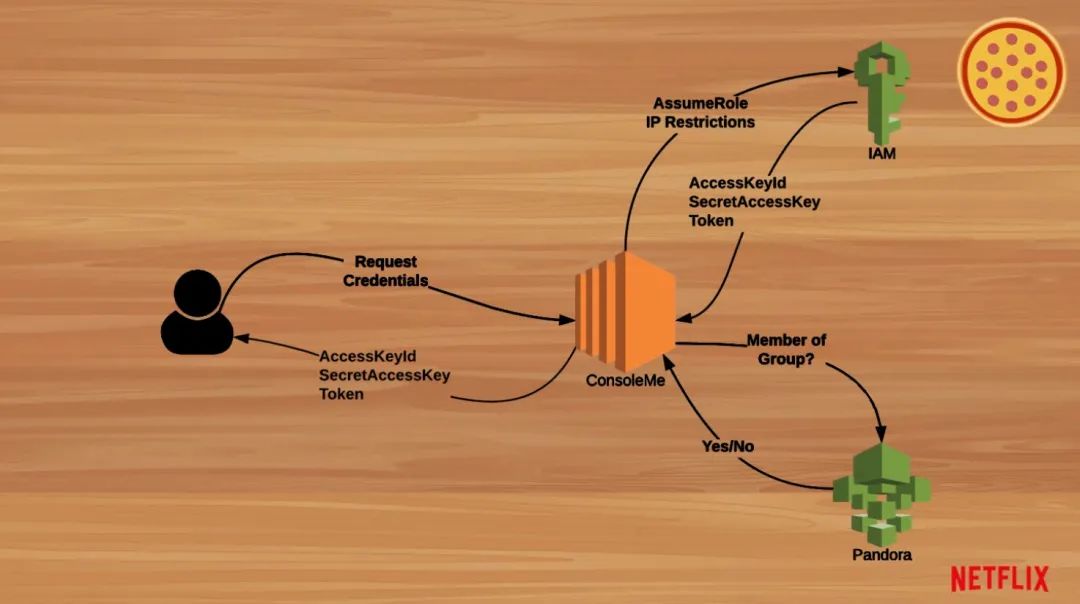 AssumeRole
IP Restrictions
IAM
AccessKeyId
SecretAccessKey
Token
Request
Credentials
ConsoleMe
Member of
Group?
AccessKeyId
SecretAccessKey
Token
Yes/No
Pandora
NETFLIX